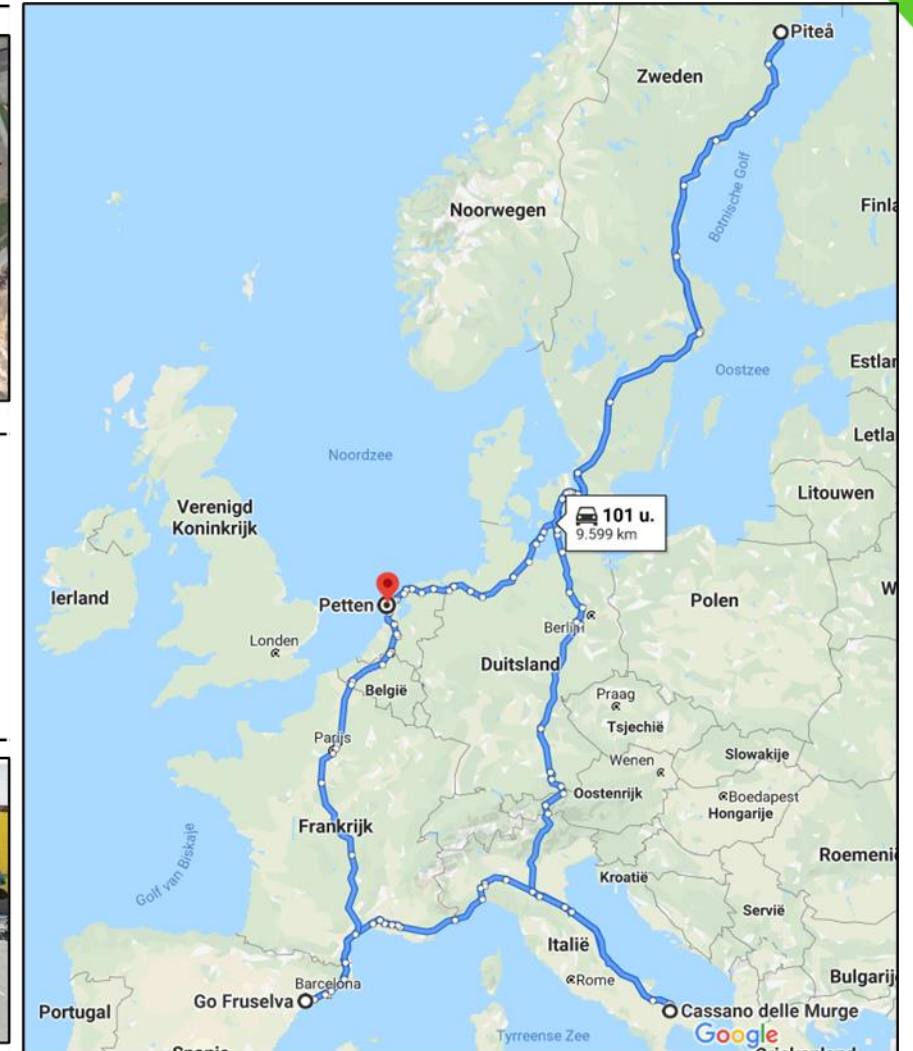 Piteå
Zweden
Botnische Golf
Noorwegen
Finla
Oostzee
Estlan
Noordzee
Letla
Verenigd
Koninkrijk
Litouwen
101 u.
9.599 km
Ierland
Petten
Polen
W
Londen
Berlijn
Duitsland
België
Praag
Tsjechië
Parijs
Slowakije
Wenen
Oostenrijk
Boedapest
Hongarije
Frankrijk
Roemenië
Golf van Biskaje
Kroatië
Servië
Italië
Barcelona
Rome
Bulgarije
Portugal
Go Fruselva
Cassano delle Murge
Google
Tyrreense Zee